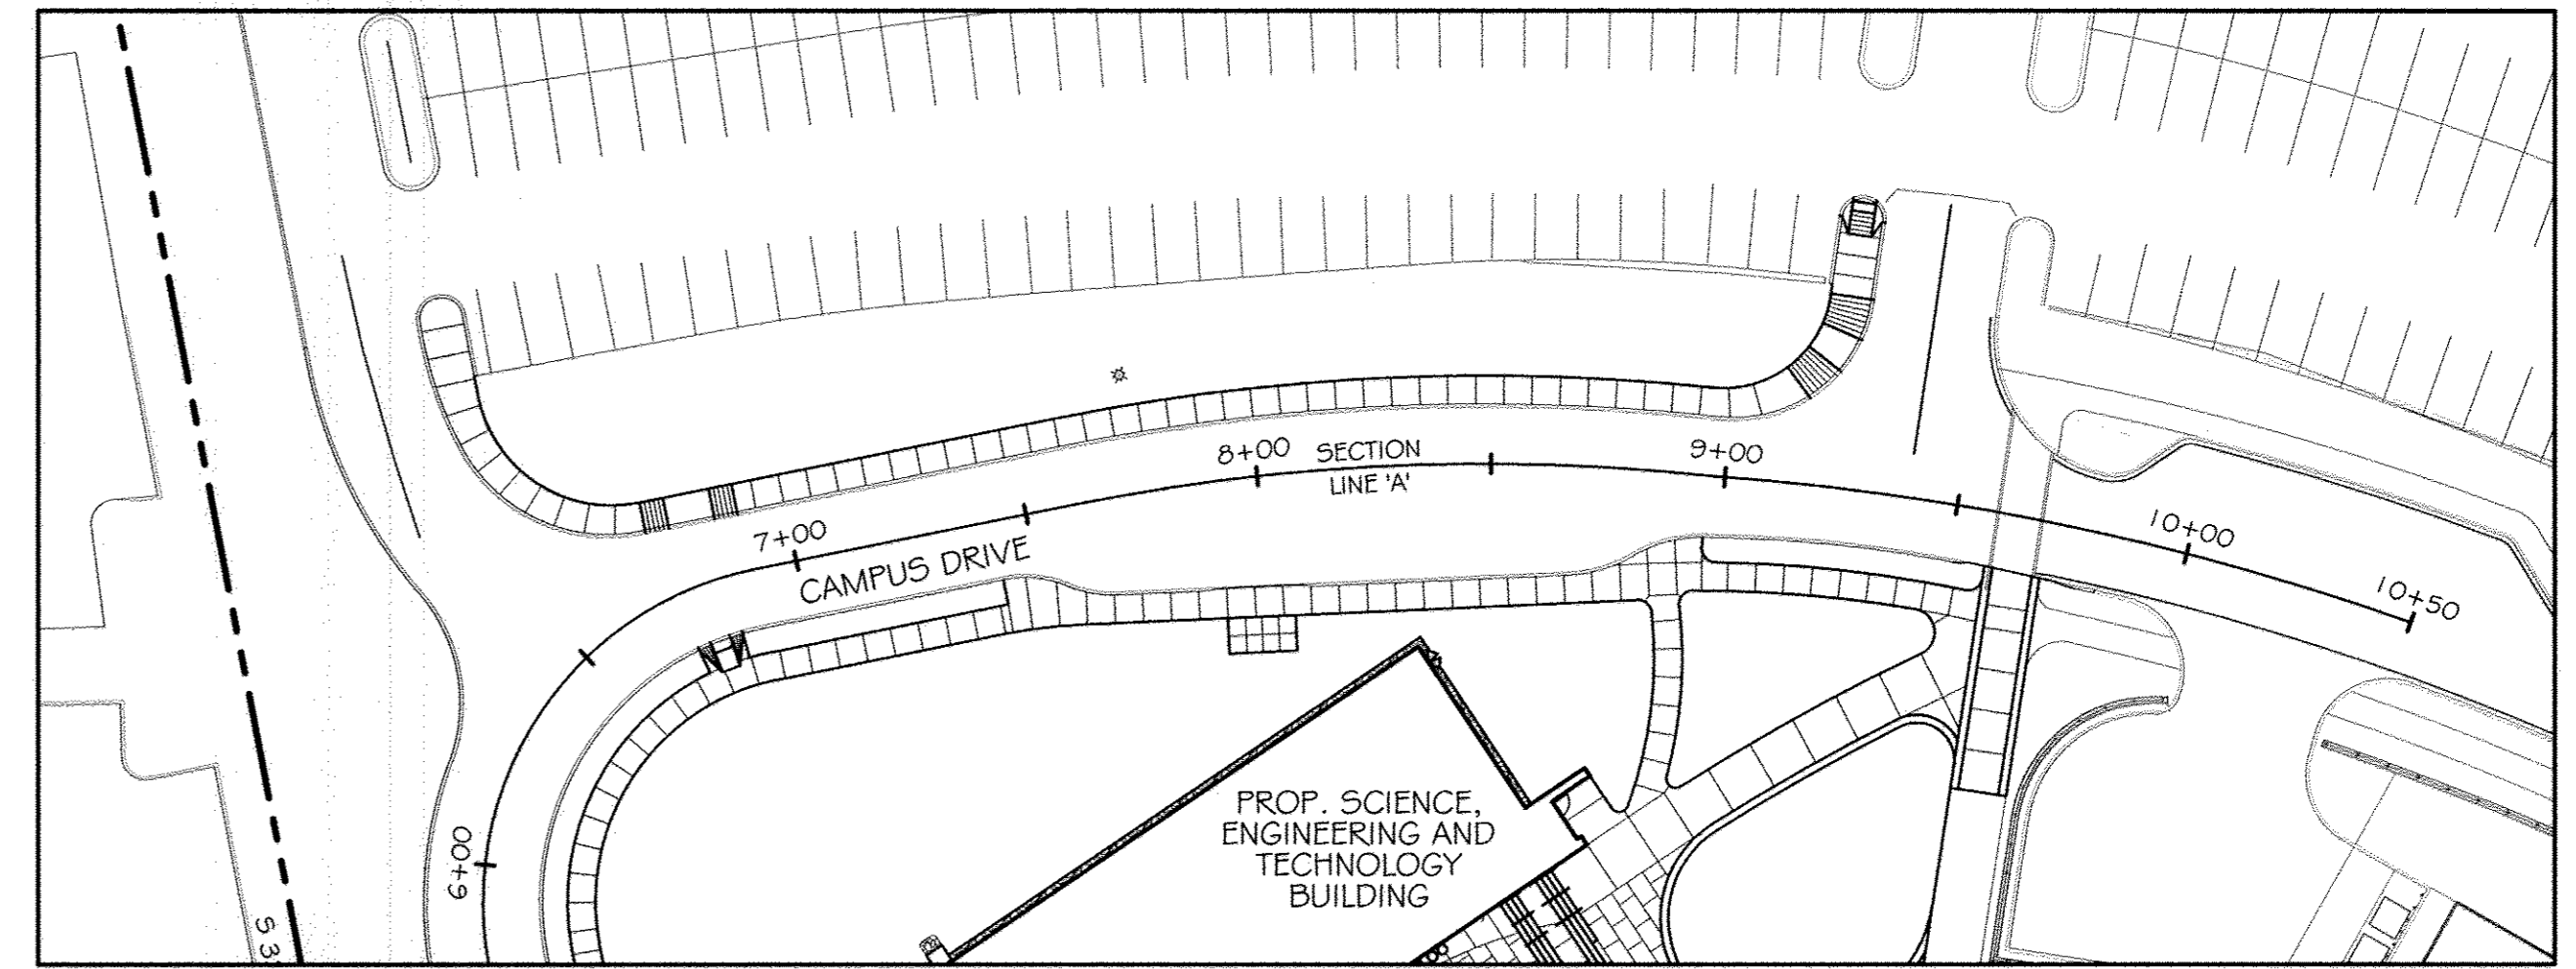 8+00
SECTION
LINE 'A'
9+00
7+00
CAMPUS DRIVE
10+00
10+50
6+00
PROP. SCIENCE,
ENGINEERING AND
TECHNOLOGY
BUILDING
S 3